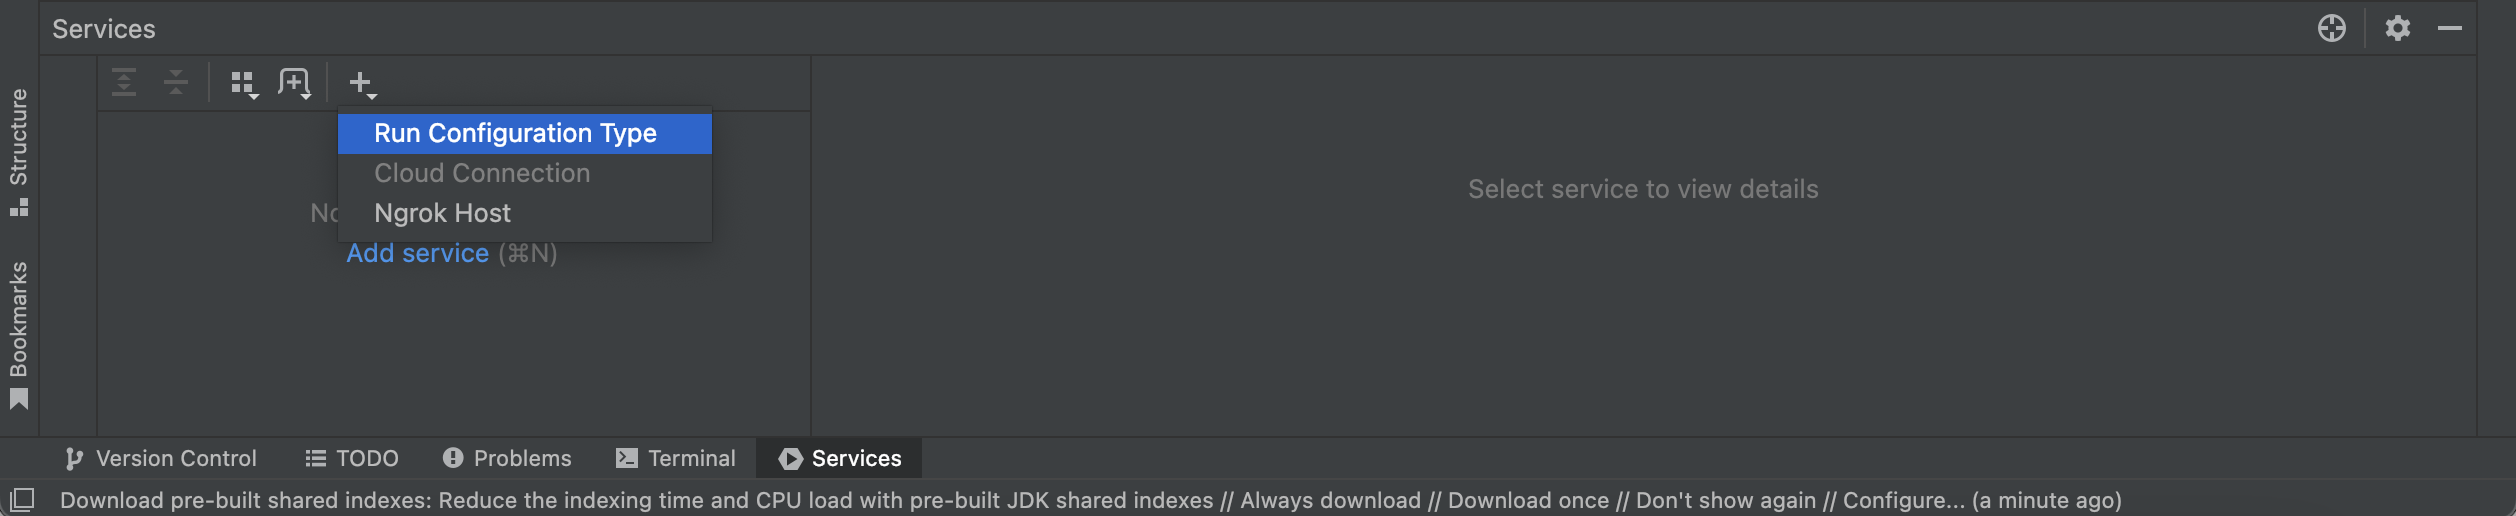 Services
Structure
Bookmarks
Run Configuration Type
Cloud Connection
Ngrok Host
Add service (⌘N)
Select service to view details
Version Control
TODO
Problems
Terminal
Services
Download pre-built shared indexes: Reduce the indexing time and CPU load with pre-built JDK shared indexes // Always download // Download once // Don't show again // Configure... (a minute ago)